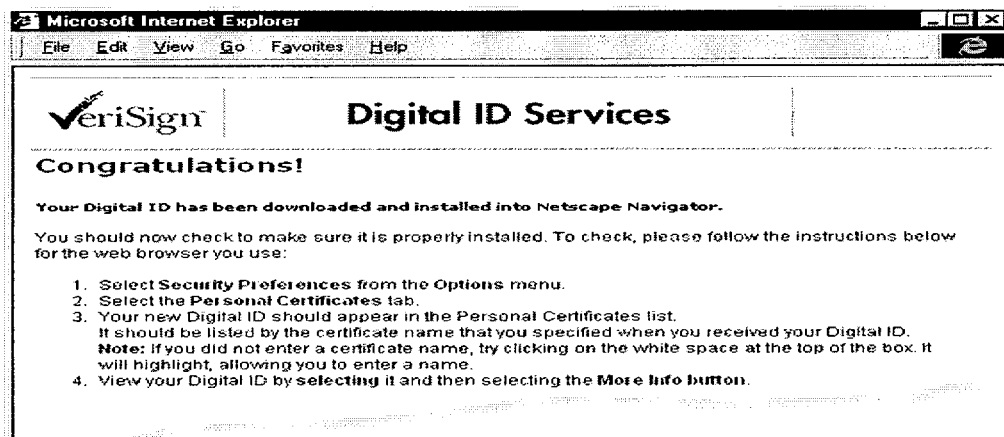 Microsoft Internet Explorer
File Edit View Go Favorites Help
VeriSign™
Digital ID Services
Congratulations!
Your Digital ID has been downloaded and installed into Netscape Navigator.
You should now check to make sure it is properly installed. To check, please follow the instructions below
for the web browser you use:
1. Select Security Preferences from the Options menu.
2. Select the Personal Certificates tab.
3. Your new Digital ID should appear in the Personal Certificates list.
It should be listed by the certificate name that you specified when you received your Digital ID.
Note: If you did not enter a certificate name, try clicking on the white space at the top of the box. It
will highlight, allowing you to enter a name.
4. View your Digital ID by selecting it and then selecting the More Info button.